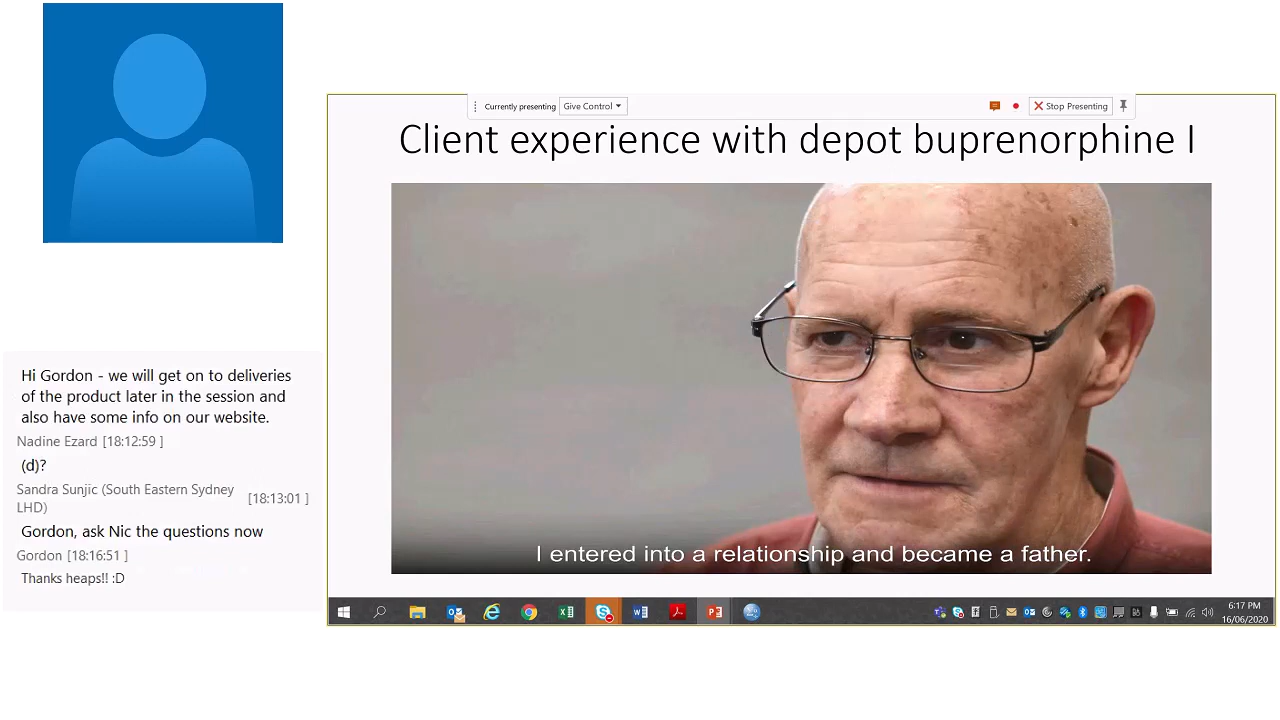 Currently presenting
Give Control
Stop Presenting
Client experience with depot buprenorphine I
I entered into a relationship and became a father.
Hi Gordon - we will get on to deliveries
of the product later in the session and
also have some info on our website.
Nadine Ezard [18:12:59 ]
(d)?
Sandra Sunjic (South Eastern Sydney
LHD)
[18:13:01 ]
Gordon, ask Nic the questions now
Gordon [18:16:51 ]
Thanks heaps!! :D
6:17 PM
16/06/2020